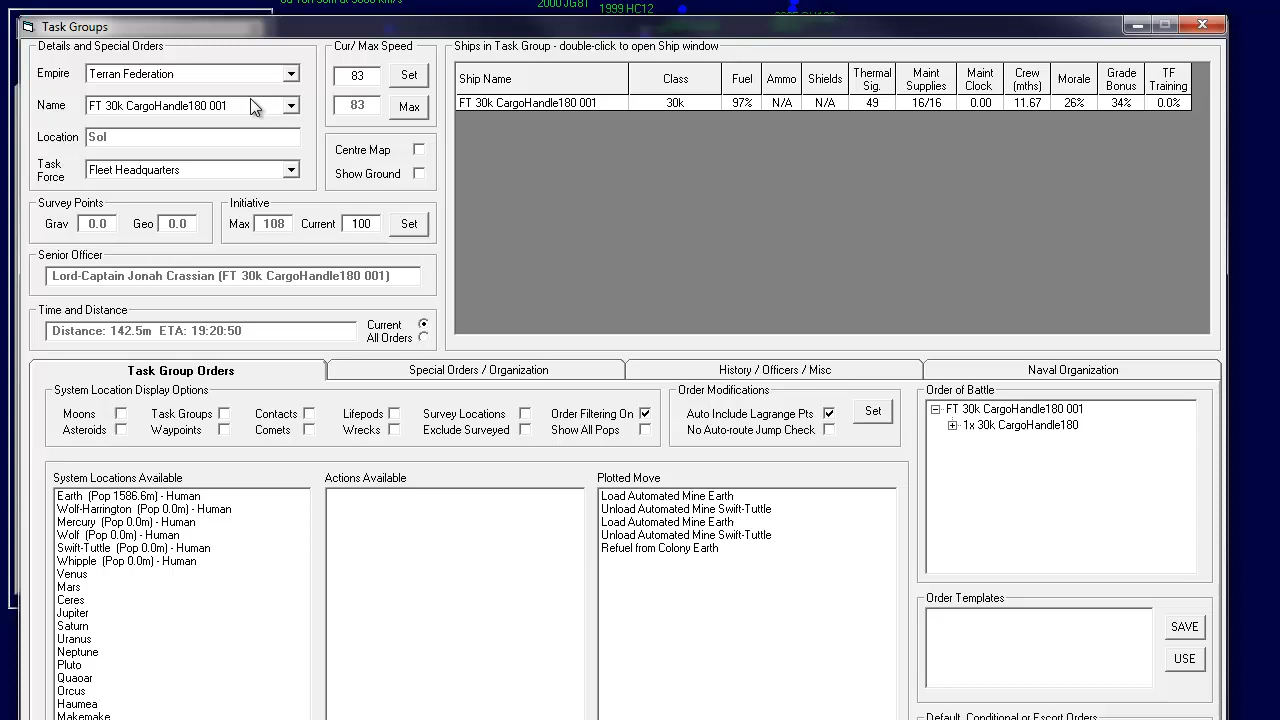 6d 10h 50m at 3000 km/s
2000 JG81
1999 HC12
Task Groups
Details and Special Orders
Empire
Terran Federation
Name
FT 30k CargoHandle180 001
Location
Sol
Task Force
Fleet Headquarters
Cur/ Max Speed
83
Set
83
Max
Centre Map
Show Ground
Survey Points
Grav
0.0
Geo
0.0
Initiative
Max
108
Current
100
Set
Senior Officer
Lord-Captain Jonah Crassian (FT 30k CargoHandle180 001)
Time and Distance
Distance: 142.5m  ETA: 19:20:50
Current
All Orders
Ships in Task Group - double-click to open Ship window
Ship Name Class Fuel Ammo Shields Thermal Sig. Maint Supplies Maint Clock Crew (mths) Morale Grade Bonus TF Training
FT 30k CargoHandle180 001 30k 97% N/A N/A 49 16/16 0.00 11.67 26% 34% 0.0%
Task Group Orders
Special Orders / Organization
History / Officers / Misc
Naval Organization
System Location Display Options
Moons Task Groups Contacts Lifepods Survey Locations Order Filtering On
Asteroids Waypoints Comets Wrecks Exclude Surveyed Show All Pops
Order Modifications
Auto Include Lagrange Pts
No Auto-route Jump Check
Set
Order of Battle
FT 30k CargoHandle180 001
1x 30k CargoHandle180
System Locations Available
Earth (Pop 1586.6m) - Human
Wolf-Harrington (Pop 0.0m) - Human
Mercury (Pop 0.0m) - Human
Wolf (Pop 0.0m) - Human
Swift-Tuttle (Pop 0.0m) - Human
Whipple (Pop 0.0m) - Human
Venus
Mars
Ceres
Jupiter
Saturn
Uranus
Neptune
Pluto
Quaoar
Orcus
Haumea
Makemake
Actions Available
Plotted Move
Load Automated Mine Earth
Unload Automated Mine Swift-Tuttle
Load Automated Mine Earth
Unload Automated Mine Swift-Tuttle
Refuel from Colony Earth
Order Templates
SAVE
USE
Default, Conditional or Escort Orders